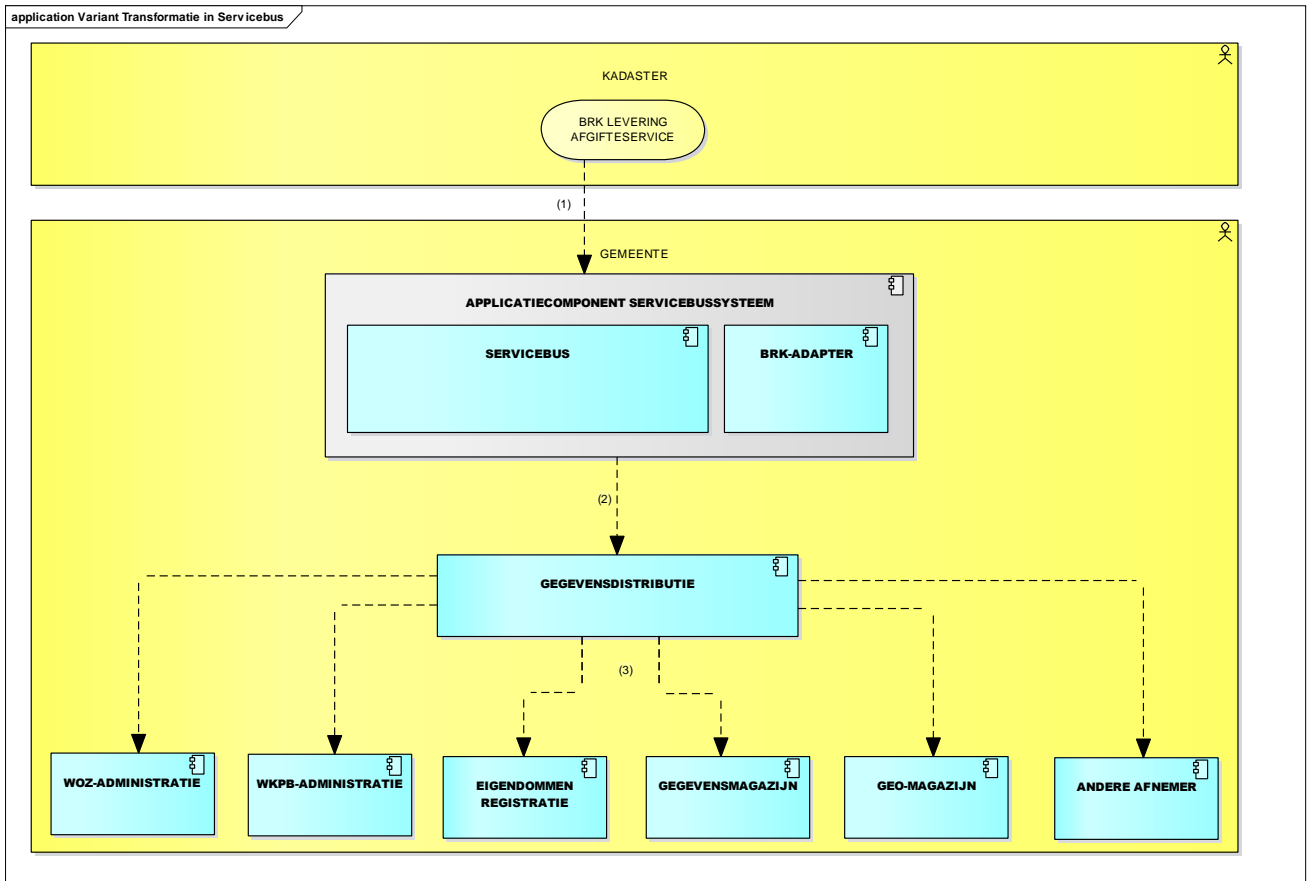 application Variant Transformatie in Servicebus
KADASTER
BRK LEVERING
AFGIFTESERVICE
(1)
GEMEENTE
APPLICATIECOMPONENT SERVICEBUSSYSTEEM
SERVICEBUS
BRK-ADAPTER
(2)
GEGEVENSDISTRIBUTIE
(3)
WOZ-ADMINISTRATIE
WKPB-ADMINISTRATIE
EIGENDOMMEN
REGISTRATIE
GEGEVENSMAGAZIJN
GEO-MAGAZIJN
ANDERE AFNEMER